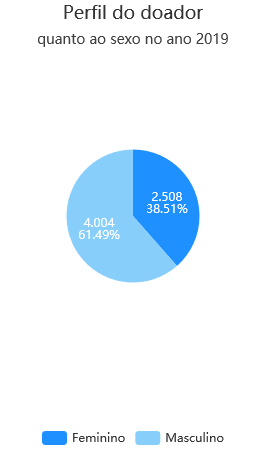 Perfil do doador
quanto ao sexo no ano 2019
2.508
38.51%
4.004
61.49%
Feminino
Masculino